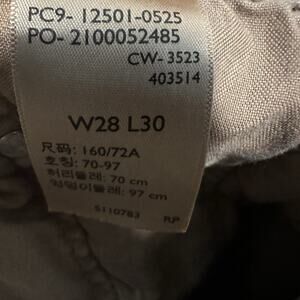 PC9- 12501-0525
PO- 2100052485
CW-3523
403514
W28 L30
尺码: 160/72A
호칭: 70-97
허리둘레: 70 cm
엉덩이둘레: 97 cm
5110783 RP